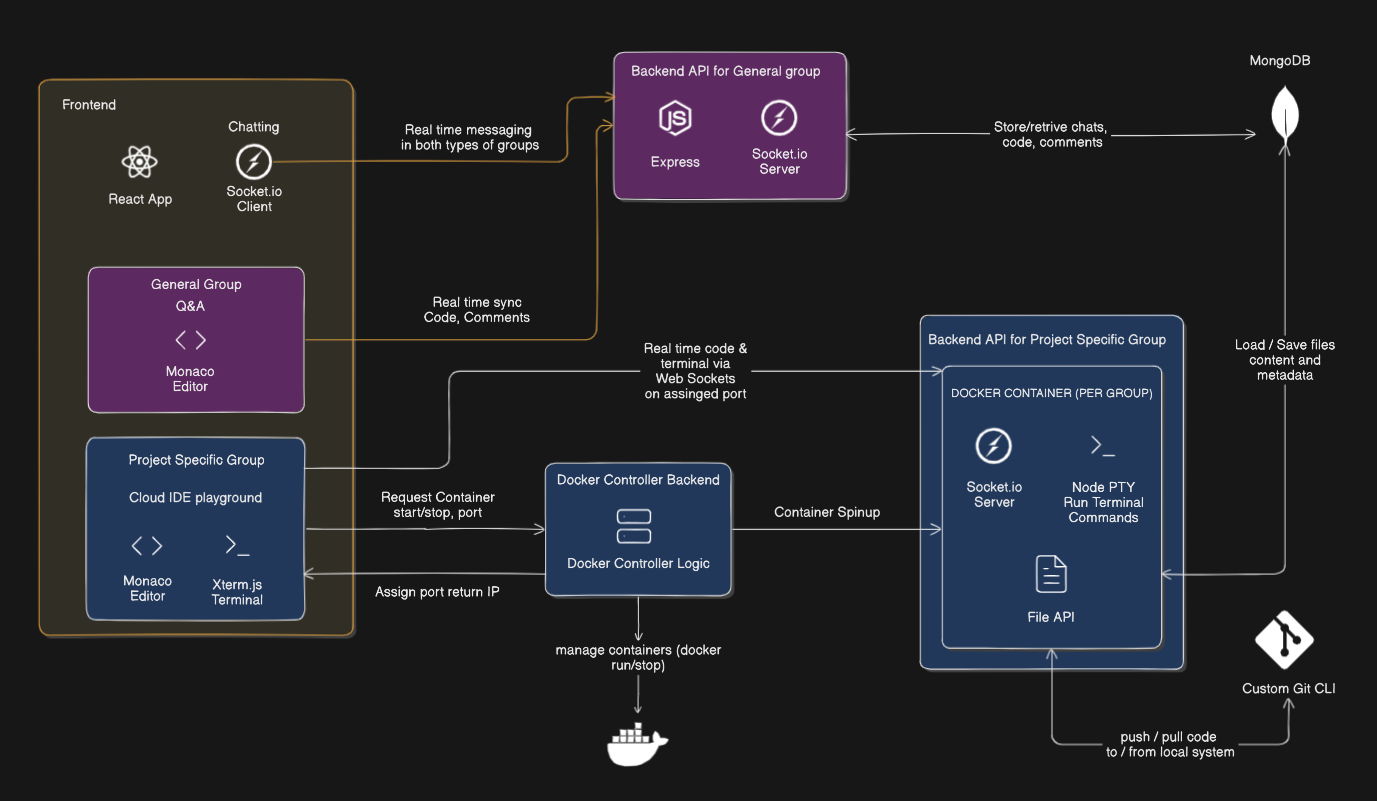 Frontend
React App
Chatting
Socket.io
Client
General Group
Q&A
Monaco
Editor
Project Specific Group
Cloud IDE playground
Monaco
Editor
Xterm.js
Terminal
Real time messaging
in both types of groups
Real time sync
Code, Comments
Real time code &
terminal via
Web Sockets
on assinged port
Request Container
start/stop, port
Assign port return IP
Backend API for General group
JS
Express
Socket.io
Server
Store/retrive chats,
code, comments
MongoDB
Docker Controller Backend
Docker Controller Logic
Container Spinup
manage containers (docker
run/stop)
Backend API for Project Specific Group
DOCKER CONTAINER (PER GROUP)
Socket.io
Server
Node PTY
Run Terminal
Commands
File API
Load / Save files
content and
metadata
Custom Git CLI
push / pull code
to / from local system